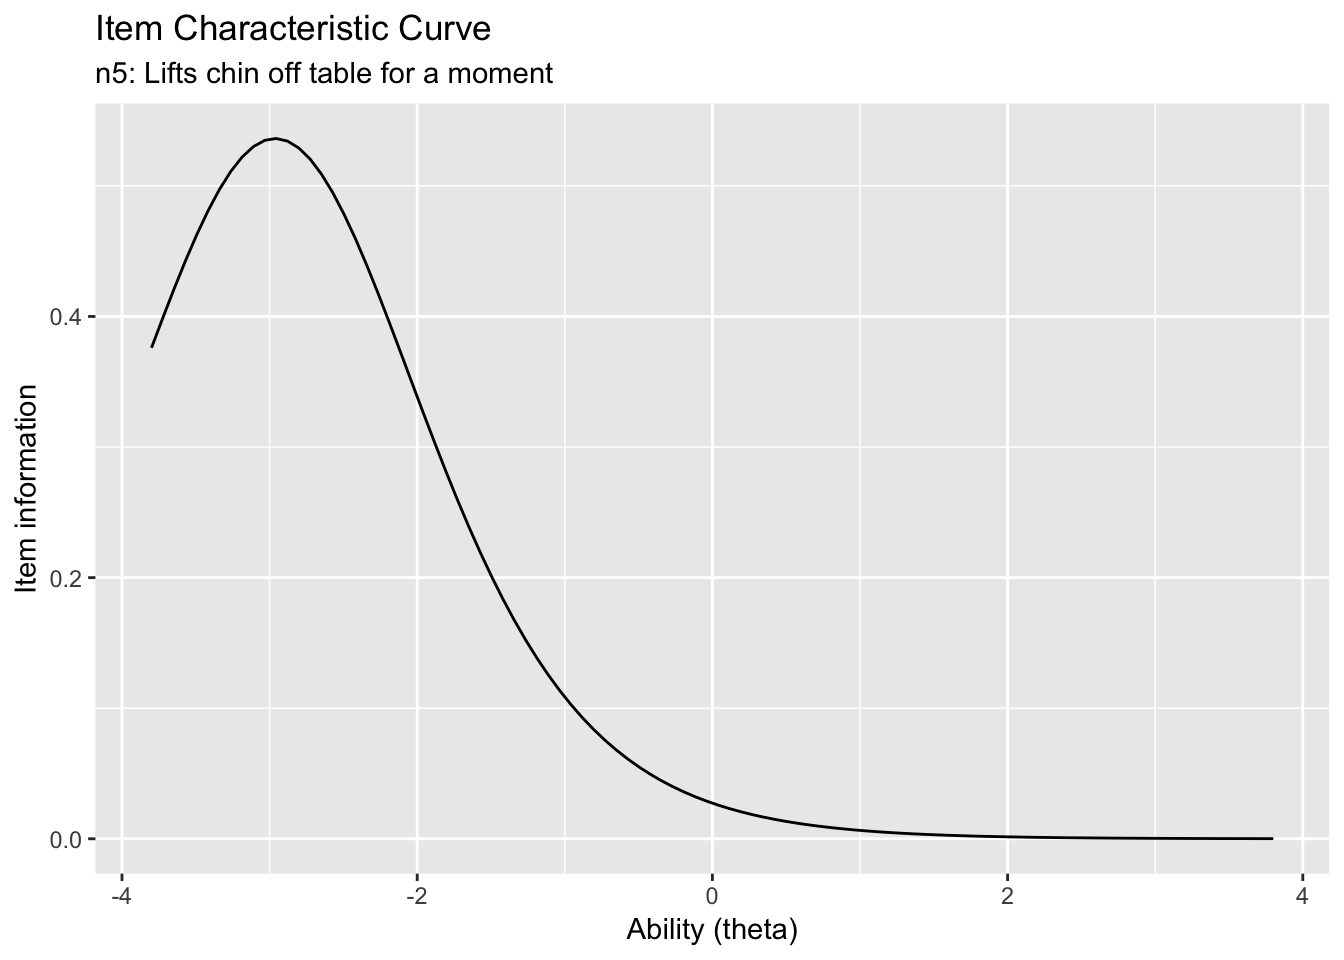 Item Characteristic Curve
n5: Lifts chin off table for a moment
Item information
0.4
0.2
0.0
-4 -2 0 2 4
Ability (theta)